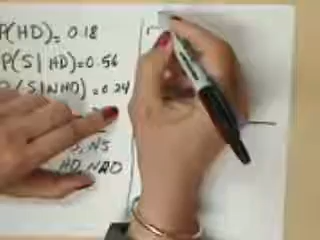 P(HD)= 0.18
P(S|HD)=0.56
(S|NHD)=0.24
, NS
HD, NHD